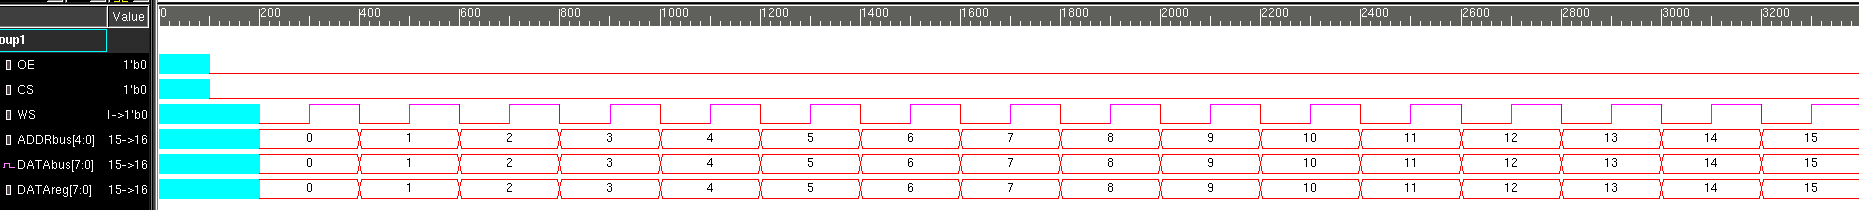 Value 0 200 400 600 800 1000 1200 1400 1600 1800 2000 2200 2400 2600 2800 3000 3200
oup1
OE 1'b0
CS 1'b0
WS l->1'b0
ADDRbus[4:0] 15->16 0 1 2 3 4 5 6 7 8 9 10 11 12 13 14 15
DATAbus[7:0] 15->16 0 1 2 3 4 5 6 7 8 9 10 11 12 13 14 15
DATAreg[7:0] 15->16 0 1 2 3 4 5 6 7 8 9 10 11 12 13 14 15